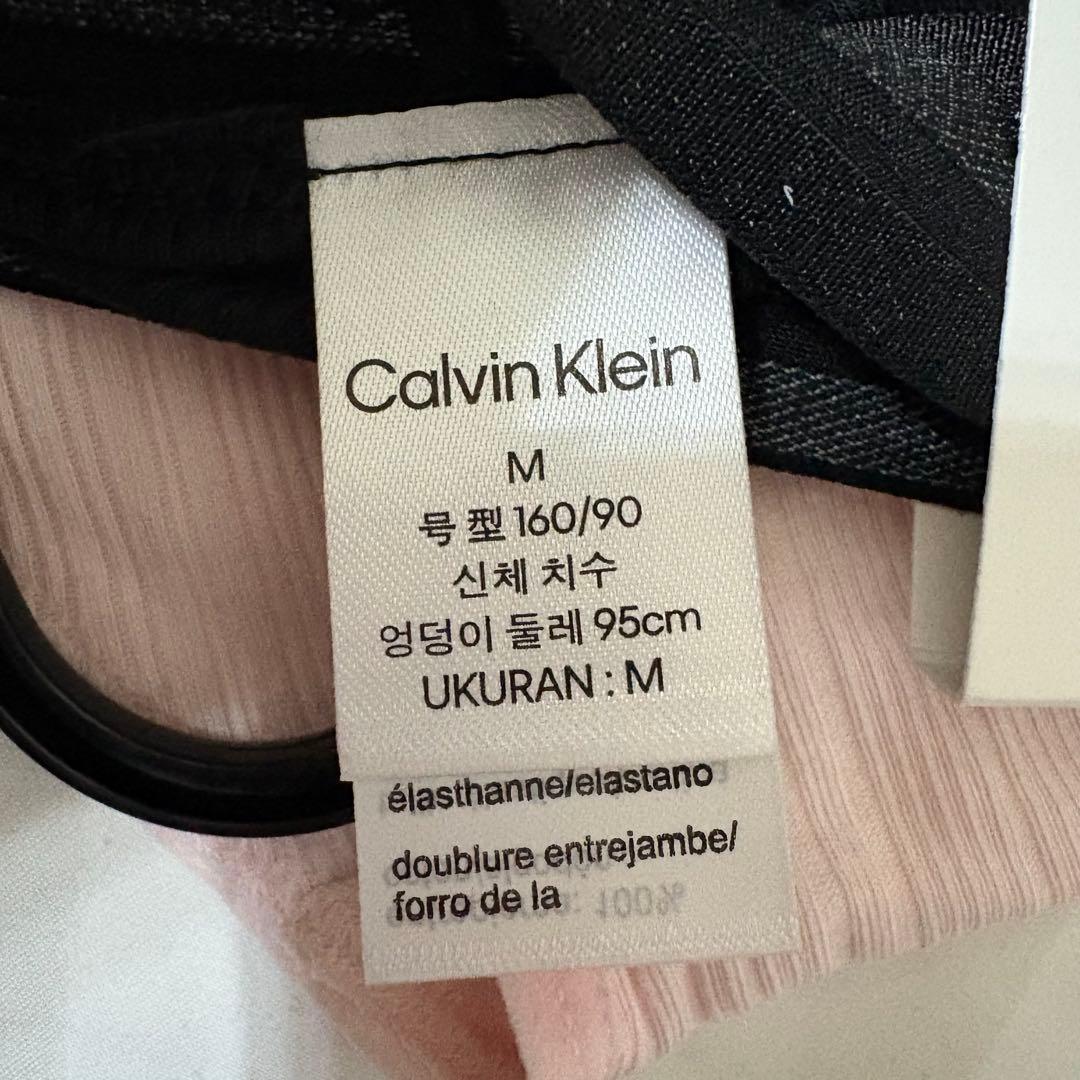 Calvin Klein
M
号型 160/90
신체 치수
엉덩이 둘레 95cm
UKURAN : M
élasthanne/elastano
doublure entrejambe/
forro de la
100%